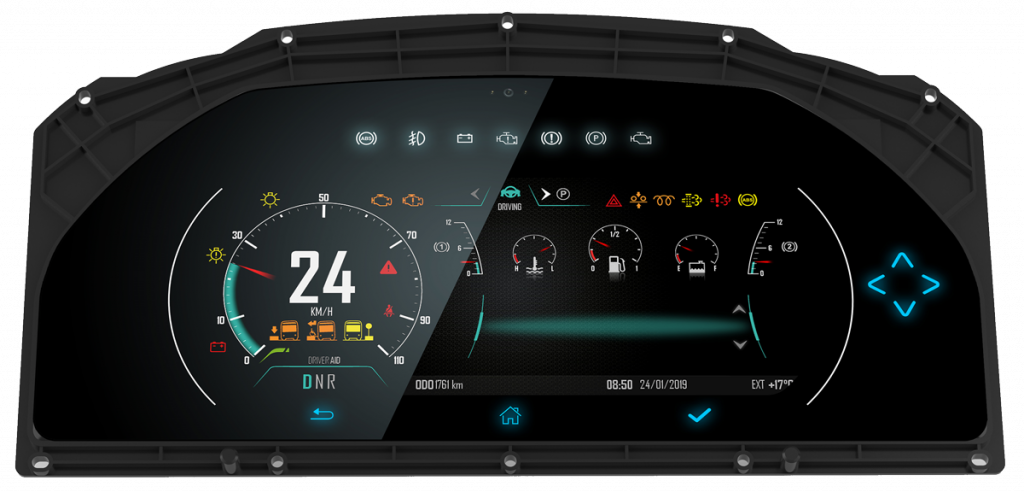 ABS
P
P
DRIVING
ABS
50
30
70
10
90
0
110
24
KM/H
DRIVER AID
D N R
12
6
0
(1)
H L
0 1/2 1
E F
12
6
0
(2)
ODO 1761 km
08:50 24/01/2019
EXT +17°C